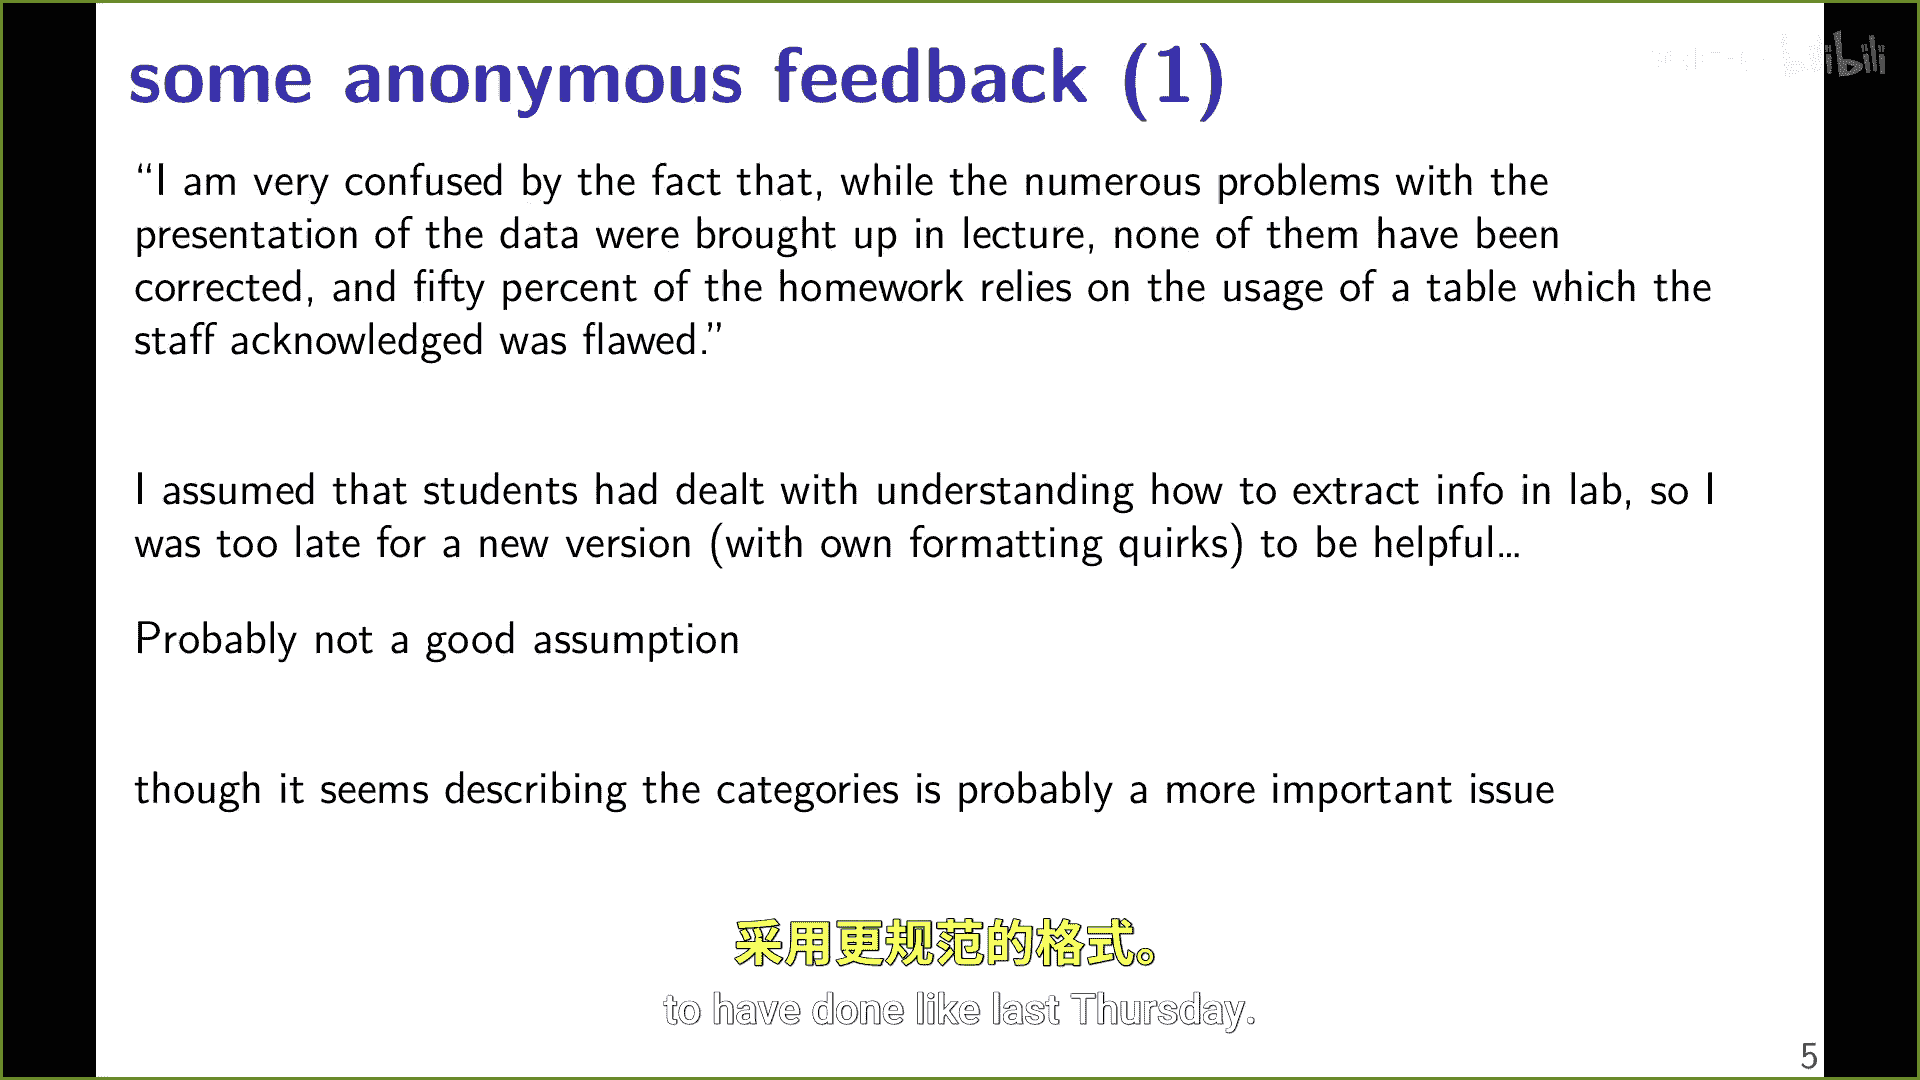 some anonymous feedback (1)
“I am very confused by the fact that, while the numerous problems with the
presentation of the data were brought up in lecture, none of them have been
corrected, and fifty percent of the homework relies on the usage of a table which the
staff acknowledged was flawed.”
I assumed that students had dealt with understanding how to extract info in lab, so I
was too late for a new version (with own formatting quirks) to be helpful…
Probably not a good assumption
though it seems describing the categories is probably a more important issue
采用更规范的格式。
to have done like last Thursday.
5
bilibili